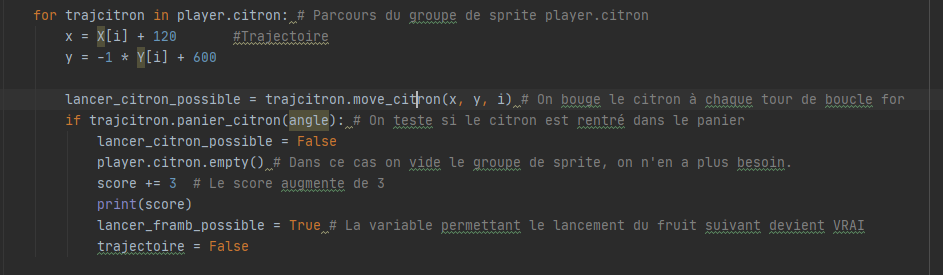 for trajcitron in player.citron: # Parcours du groupe de sprite player.citron
x = X[i] + 120 #Trajectoire
y = -1 * Y[i] + 600
lancer_citron_possible = trajcitron.move_citron(x, y, i) # On bouge le citron à chaque tour de boucle for
if trajcitron.panier_citron(angle): # On teste si le citron est rentré dans le panier
lancer_citron_possible = False
player.citron.empty() # Dans ce cas on vide le groupe de sprite, on n'en a plus besoin.
score += 3 # Le score augmente de 3
print(score)
lancer_framb_possible = True # La variable permettant le lancement du fruit suivant devient VRAI
trajectoire = False